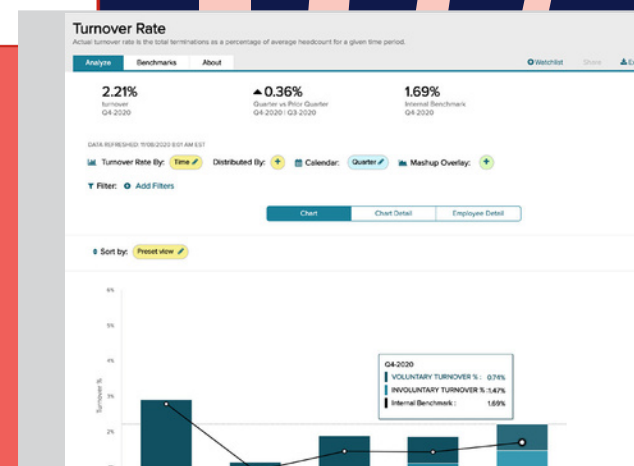 Turnover Rate
Actual turnover rate is the total terminations as a percentage of average headcount for a given time period.
Analyze Benchmarks About Watchlist Share
2.21% ▲0.36% 1.69%
turnover Quarter vs Prior Quarter Internal Benchmark
Q4-2020 Q4-2020 | Q3-2020 Q4-2020
DATA REFRESHED: 11/08/2020 8:01 AM EST
Turnover Rate By: Time Distributed By: + Calendar: Quarter Mashup Overlay: +
Filter: Add Filters
Chart Chart Detail Employee Detail
Sort by: Preset view
6%
5%
4%
Q4-2020
VOLUNTARY TURNOVER % : 0.74%
INVOLUNTARY TURNOVER % :1.47%
Internal Benchmark : 1.69%
3%
2%
Turnover %